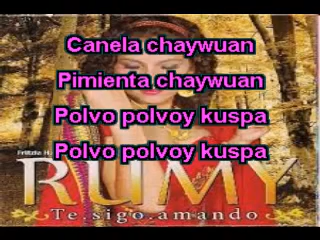 Canela chaywuan
Pimienta chaywuan
Polvo polvoy kuspa
Polvo polvoy kuspa
RUMY
Te sigo amando